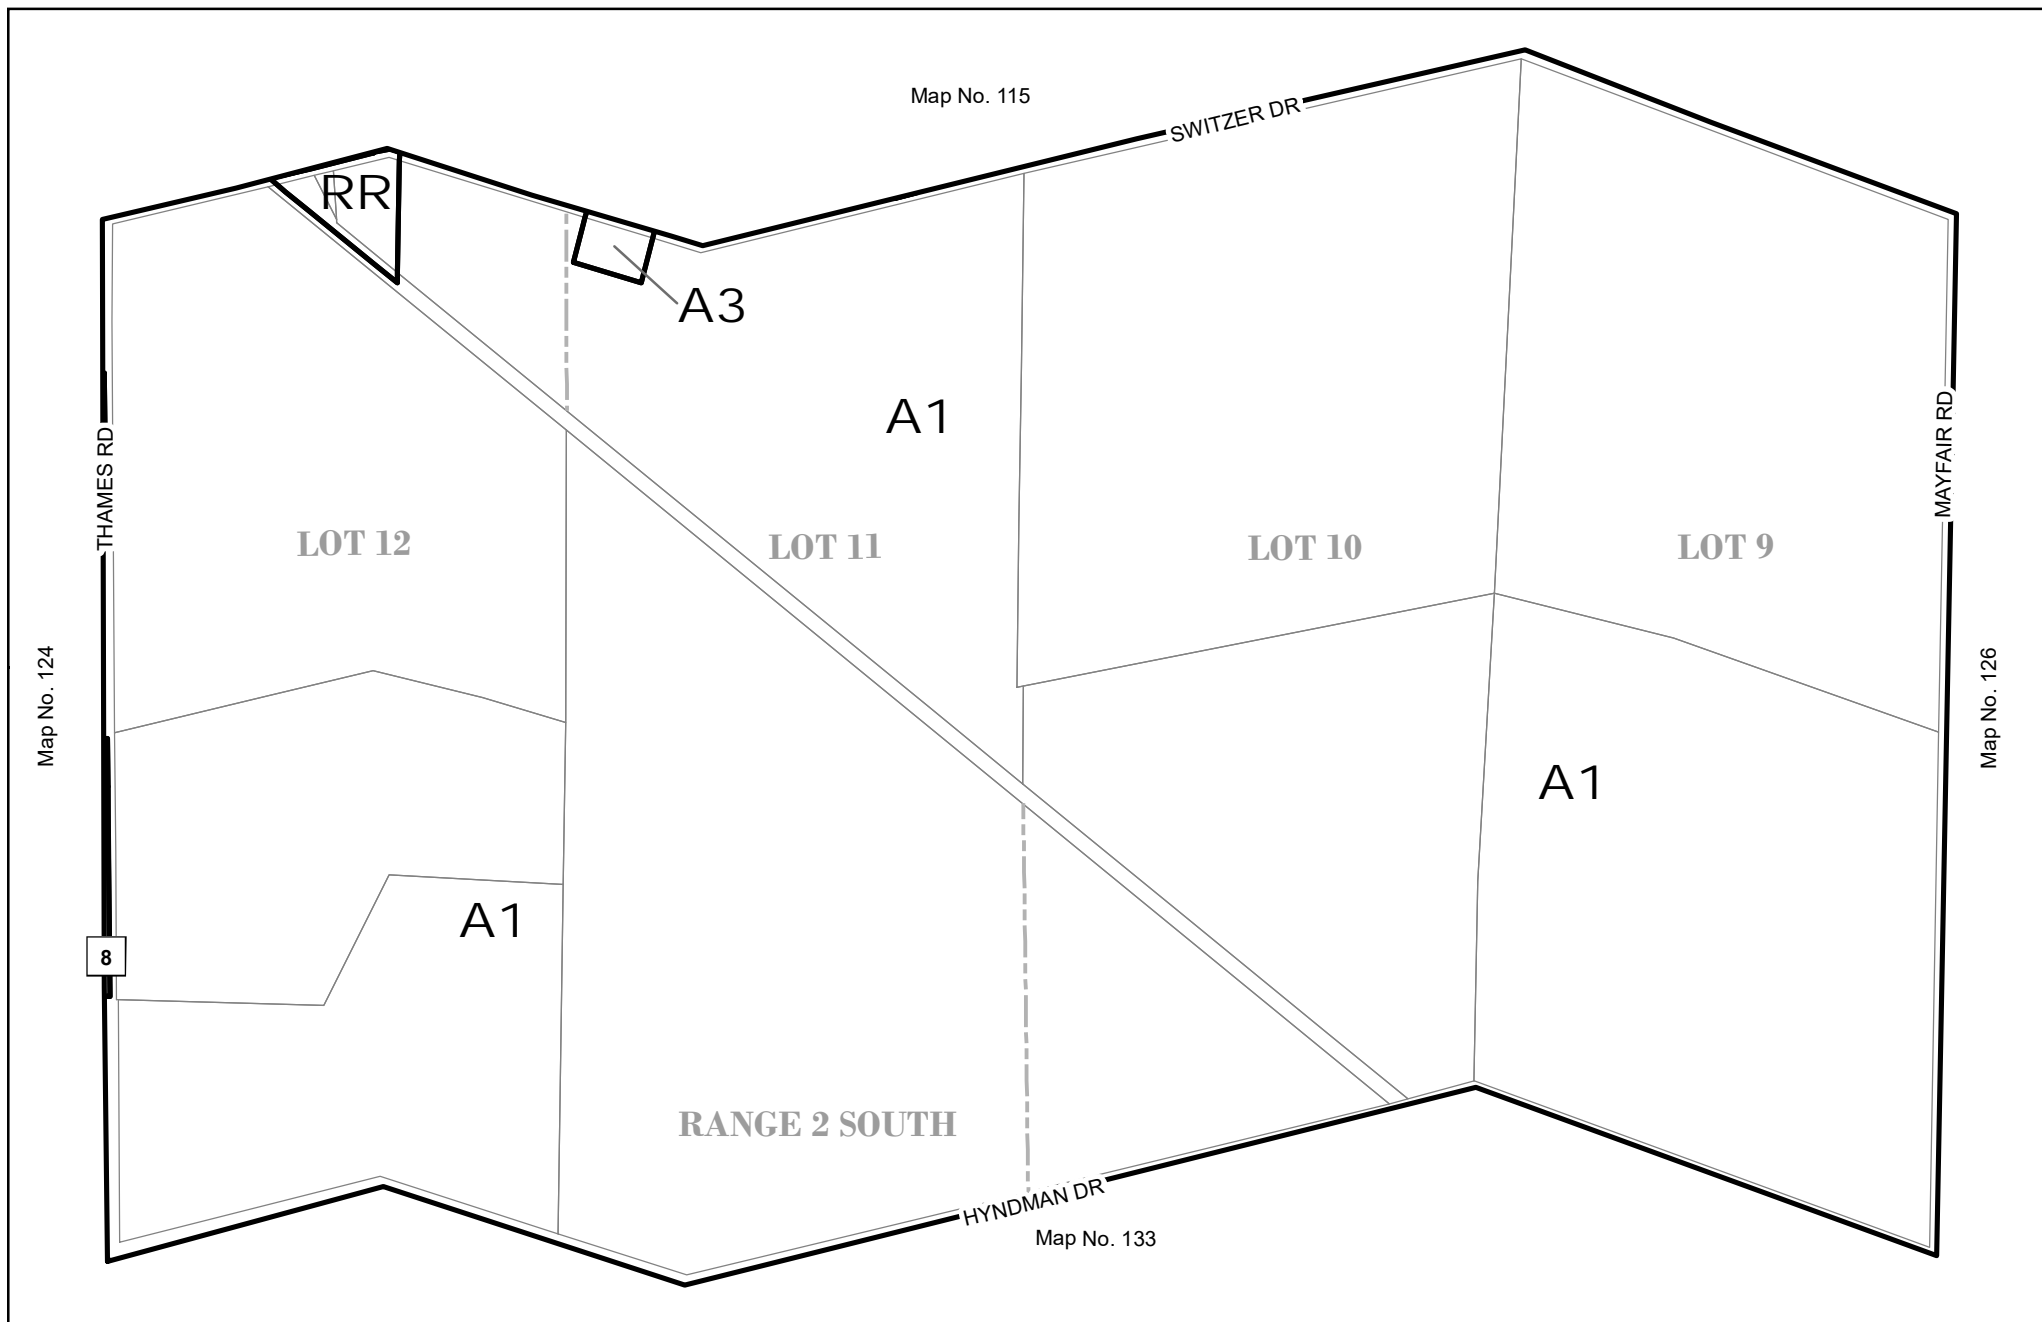 Map No. 115
SWITZER DR
RR
A3
A1
THAMES RD
MAYFAIR RD
LOT 12
LOT 11
LOT 10
LOT 9
Map No. 124
Map No. 126
A1
A1
8
RANGE 2 SOUTH
HYNDMAN DR
Map No. 133